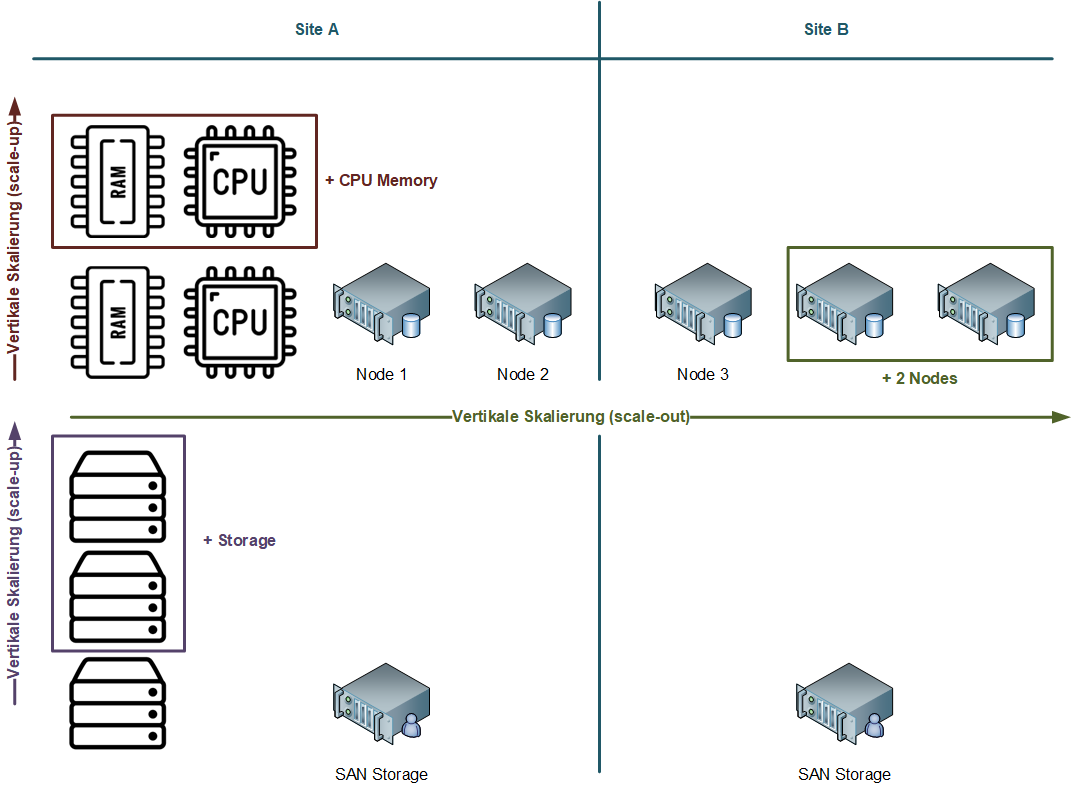 Site A
Site B
Vertikale Skalierung (scale-up)
RAM
CPU
+ CPU Memory
RAM
CPU
Node 1
Node 2
Node 3
+ 2 Nodes
Vertikale Skalierung (scale-out)
Vertikale Skalierung (scale-up)
+ Storage
SAN Storage
SAN Storage